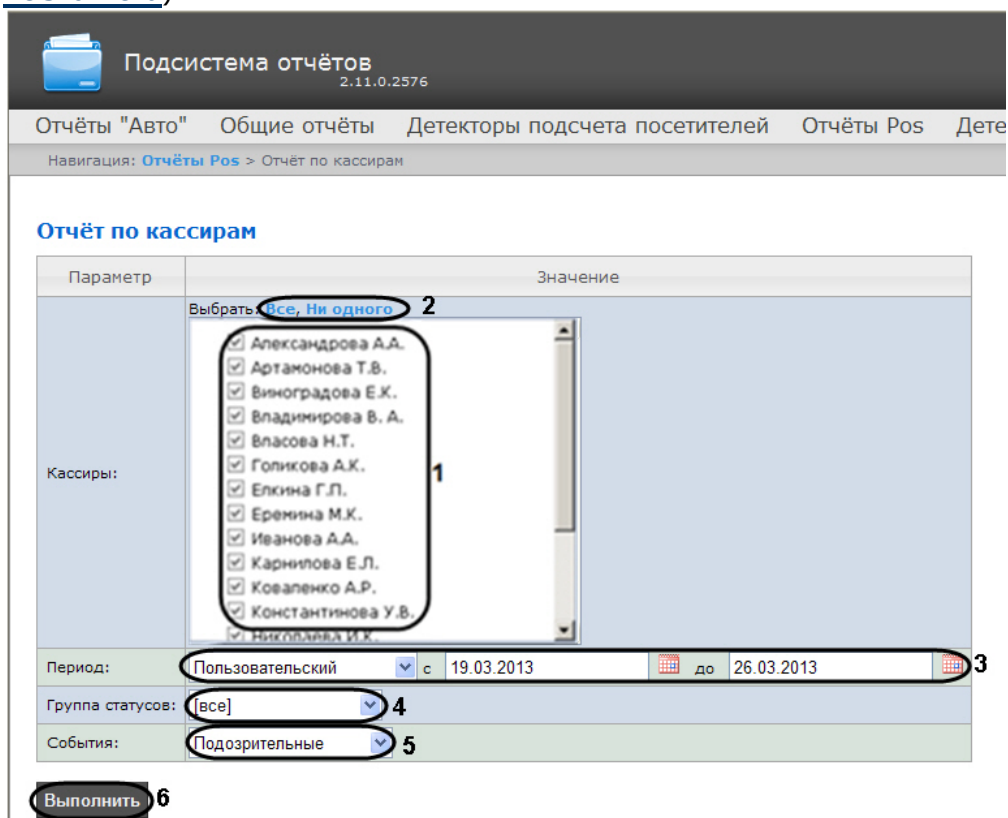 Подсистема отчётов
2.11.0.2576
Отчёты "Авто" Общие отчёты Детекторы подсчета посетителей Отчёты Pos Дете
Навигация: Отчёты Pos > Отчёт по кассирам
Отчёт по кассирам
Параметр Значение
Выбрать: Все, Ни одного 2
Александрова А.А.
Артамонова Т.В.
Виноградова Е.К.
Владимирова В. А.
Власова Н.Т.
Голикова А.К.
Кассиры: 1
Елкина Г.П.
Еремина М.К.
Иванова А.А.
Карнилова Е.Л.
Коваленко А.Р.
Константинова У.В.
Николаева И.К.
Период: Пользовательский с 19.03.2013 до 26.03.2013 3
Группа статусов: [все] 4
События: Подозрительные 5
Выполнить 6